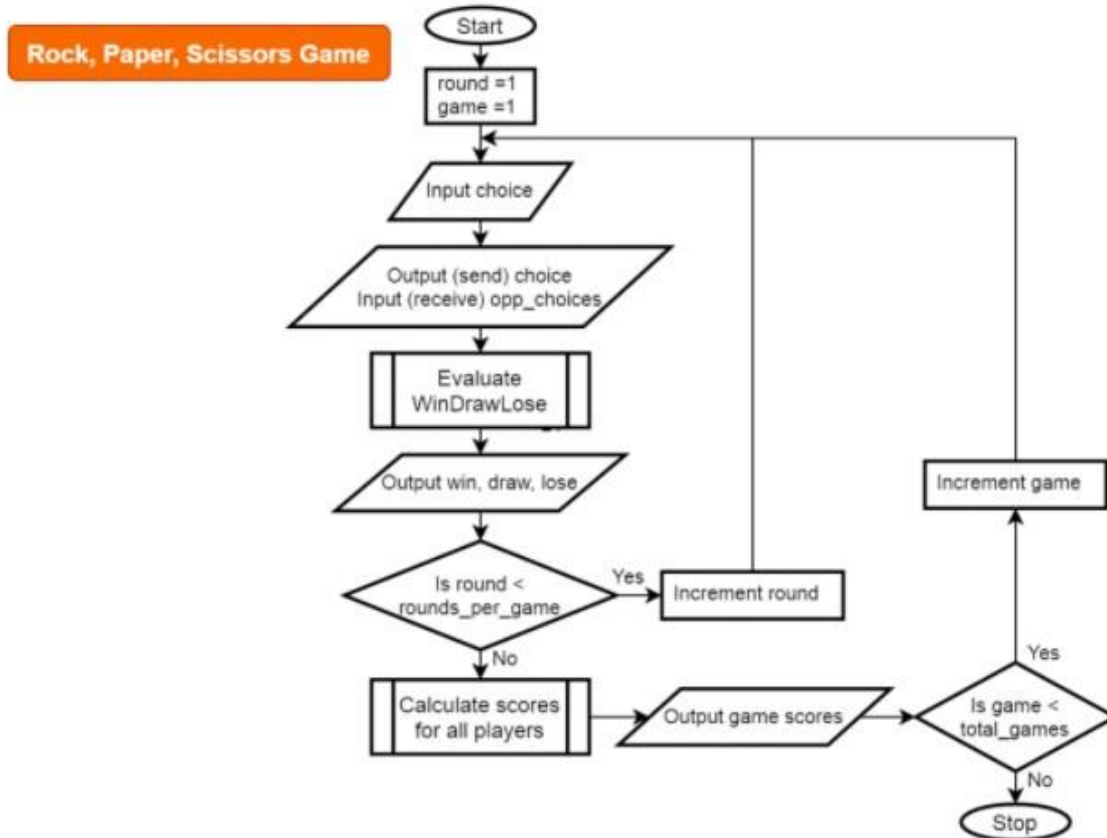 Start
Rock, Paper, Scissors Game
round =1
game =1
Input choice
Output (send) choice
Input (receive) opp_choices
Evaluate
WinDrawLose
Output win, draw, lose
Increment game
Is round <
rounds_per_game
Yes
Increment round
No
Calculate scores
for all players
Output game scores
Is game <
total_games
Yes
No
Stop